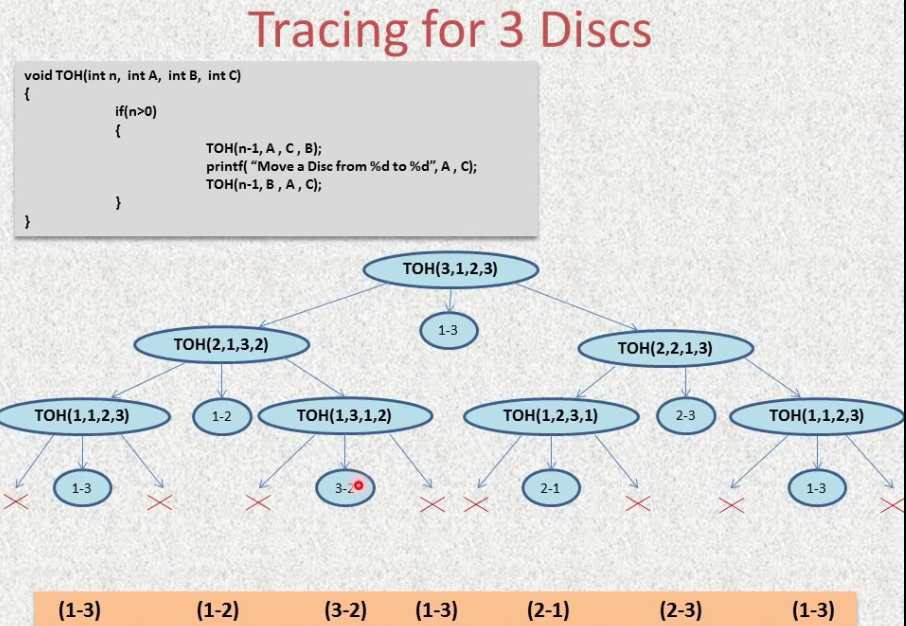 Tracing for 3 Discs
void TOH(int n, int A, int B, int C)
{
if(n>0)
{
TOH(n-1, A , C , B);
printf( “Move a Disc from %d to %d”, A , C);
TOH(n-1, B , A , C);
}
}
TOH(3,1,2,3)
TOH(2,1,3,2)
1-3
TOH(2,2,1,3)
TOH(1,1,2,3)
1-2
TOH(1,3,1,2)
TOH(1,2,3,1)
2-3
TOH(1,1,2,3)
1-3
3-2
2-1
1-3
(1-3) (1-2) (3-2) (1-3) (2-1) (2-3) (1-3)